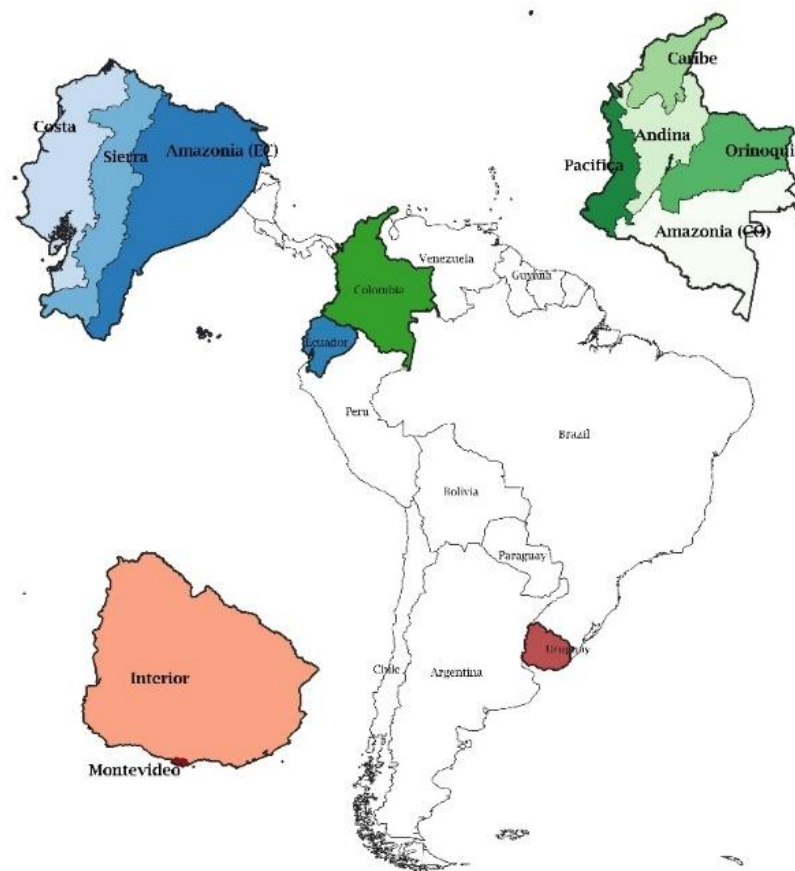 Caribe
Costa
Andina
Sierra
Amazonia (EC)
Orinoqui
Pacifica
Amazonia (CO)
Venezuela
Guyana
Colombia
Ecuador
Peru
Brazil
Bolivia
Paraguay
Uruguay
Chile
Argentina
Interior
Montevideo